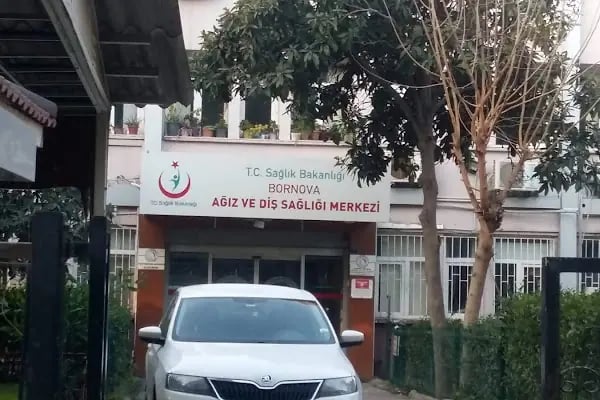 T.C. Sağlık Bakanlığı
BORNOVA
AĞIZ VE DİŞ SAĞLIĞI MERKEZİ
T.C. Sağlık Bakanlığı